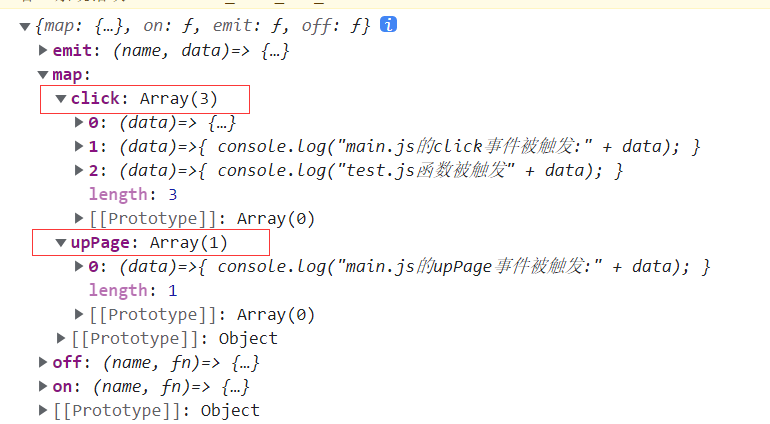 {map: {…}, on: ƒ, emit: ƒ, off: ƒ} i
emit: (name, data)=> {…}
map:
click: Array(3)
0: (data)=> {…}
1: (data)=>{ console.log("main.js的click事件被触发:" + data); }
2: (data)=>{ console.log("test.js函数被触发" + data); }
length: 3
[[Prototype]]: Array(0)
upPage: Array(1)
0: (data)=>{ console.log("main.js的upPage事件被触发:" + data); }
length: 1
[[Prototype]]: Array(0)
[[Prototype]]: Object
off: (name, fn)=> {…}
on: (name, fn)=> {…}
[[Prototype]]: Object